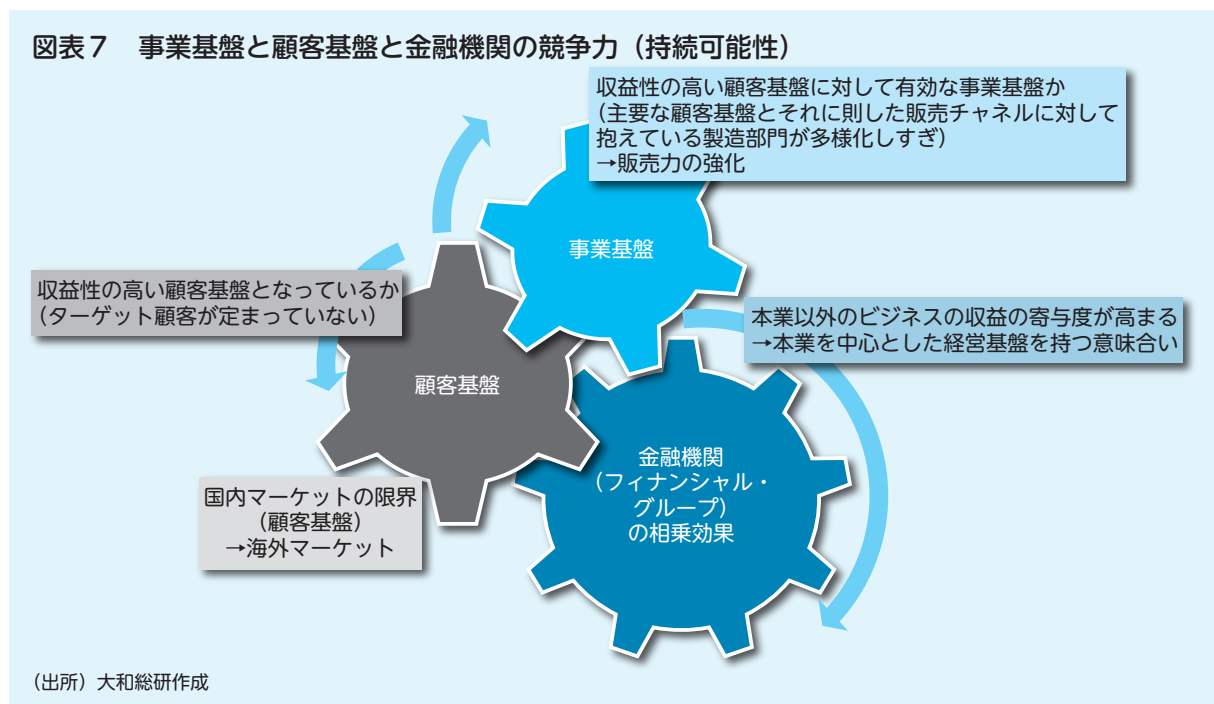 図表7　事業基盤と顧客基盤と金融機関の競争力（持続可能性）
収益性の高い顧客基盤に対して有効な事業基盤か
（主要な顧客基盤とそれに則した販売チャネルに対して
抱えている製造部門が多様化しすぎ）
→販売力の強化
事業基盤
収益性の高い顧客基盤となっているか
（ターゲット顧客が定まっていない）
本業以外のビジネスの収益の寄与度が高まる
→本業を中心とした経営基盤を持つ意味合い
顧客基盤
金融機関
（フィナンシャル・
グループ）
の相乗効果
国内マーケットの限界
（顧客基盤）
→海外マーケット
（出所）大和総研作成